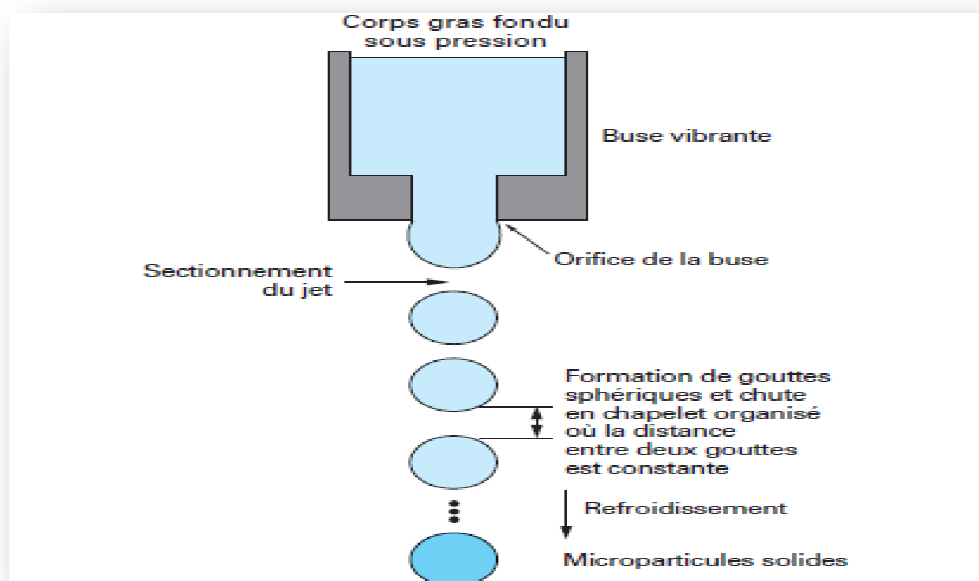 Corps gras fondu
sous pression
Buse vibrante
Orifice de la buse
Sectionnement
du jet
Formation de gouttes
sphériques et chute
en chapelet organisé
où la distance
entre deux gouttes
est constante
Refroidissement
Microparticules solides